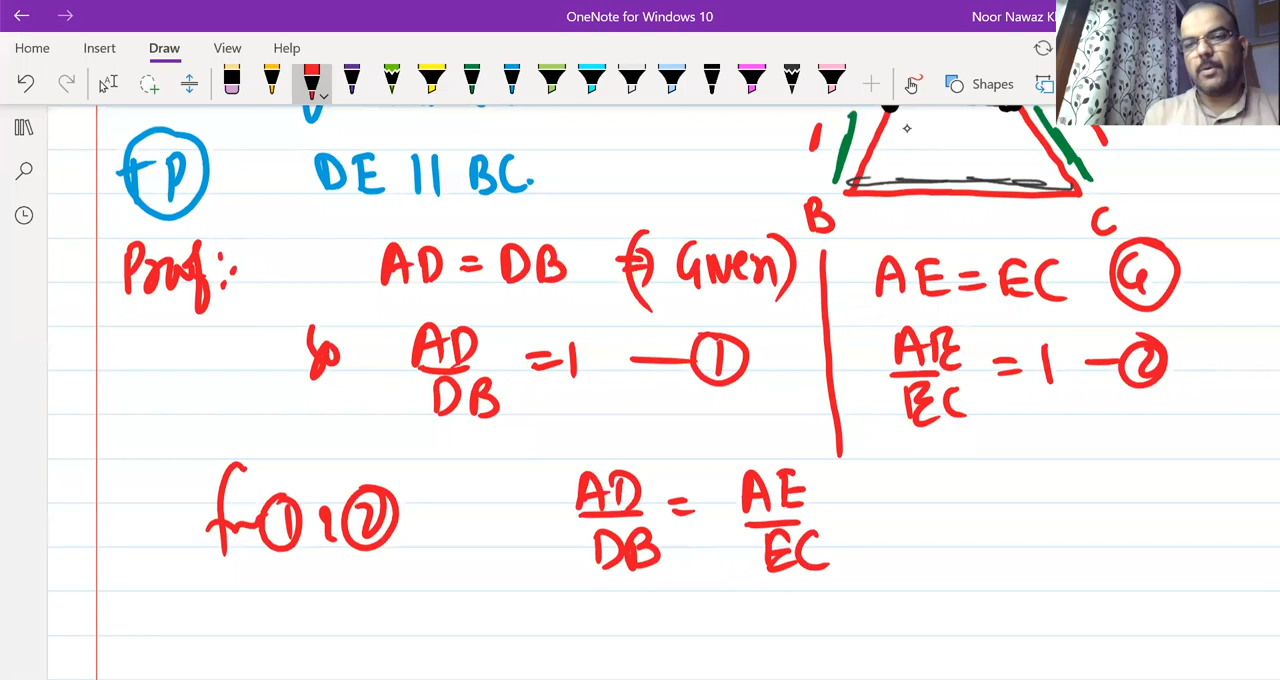 OneNote for Windows 10
Noor Nawaz K
Home Insert Draw View Help
Shapes
TP DE || BC.
B C
Proof: AD = DB (→ Given) AE = EC G
So AD/DB = 1 — 1 AE/EC = 1 — 2
from 1 & 2 AD/DB = AE/EC